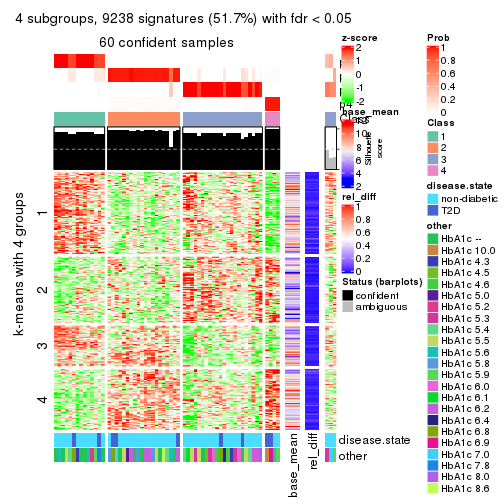 4 subgroups, 9238 signatures (51.7%) with fdr < 0.05
60 confident samples
1
2
3
4
k-means with 4 groups
Silhouette
score
base_mean
rel_diff
disease.state
other
z-score
2
1
0
-1
-2
base_mean
2
rel_diff
1
0.8
0.6
0.4
0.2
0
Status (barplots)
confident
ambiguous
Prob
1
0.8
0.6
0.4
0.2
0
Class
1
2
3
4
disease.state
non-diabetic
T2D
other
HbA1c --
HbA1c 10.0
HbA1c 4.3
HbA1c 4.5
HbA1c 4.6
HbA1c 5.0
HbA1c 5.2
HbA1c 5.3
HbA1c 5.4
HbA1c 5.5
HbA1c 5.6
HbA1c 5.8
HbA1c 5.9
HbA1c 6.0
HbA1c 6.1
HbA1c 6.2
HbA1c 6.4
HbA1c 6.8
HbA1c 6.9
HbA1c 7.0
HbA1c 7.8
HbA1c 8.0
HbA1c 8.6